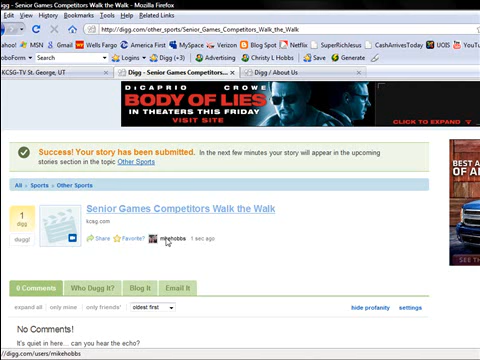 igg - Senior Games Competitors Walk the Walk - Mozilla Firefox
View History Bookmarks Tools Help Related Links
http://digg.com/other_sports/Senior_Games_Competitors_Walk_the_Walk
Yahoo! MSN Gmail Wells Fargo America First MySpace Verizon Blog Spot Netflix SuperRichJesus CashArrivesToday UOIS
oboForm Search Logins Digg (+3) Save Generate Advertising Christy L Hobbs
KCSG-TV St. George, UT Digg - Senior Games Competitors... Digg / About Us
DiCAPRIO CROWE
BODY OF LIES
IN THEATERS THIS FRIDAY
VISIT SITE
CLICK TO EXPAND
Success! Your story has been submitted. In the next few minutes your story will appear in the upcoming
stories section in the topic Other Sports
All › Sports › Other Sports
1
digg
Senior Games Competitors Walk the Walk
kcsg.com
dugg!
Share Favorite? mikehobbs 1 sec ago
BEST
OF A
0 Comments Who Dugg It? Blog It Email It
expand all only mine only friends' oldest first hide profanity settings
No Comments!
It's quiet in here... can you hear the echo?
://digg.com/users/mikehobbs